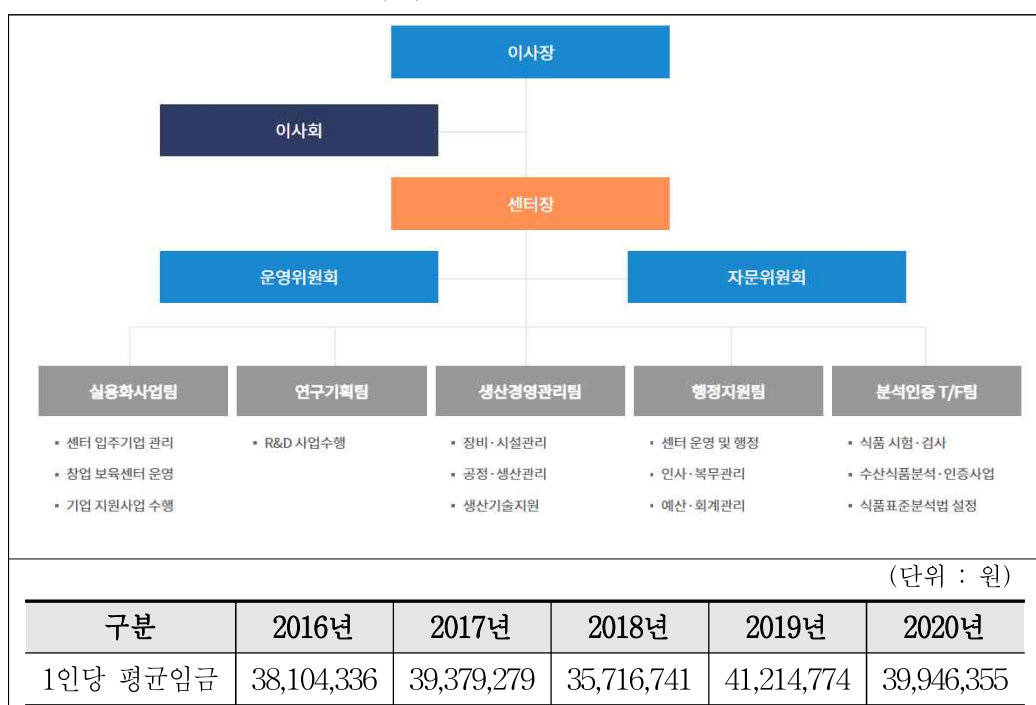 이사장
이사회
센터장
운영위원회
자문위원회
실용화사업팀
▪ 센터 입주기업 관리
▪ 창업 보육센터 운영
▪ 기업 지원사업 수행
연구기획팀
▪ R&D 사업수행
생산경영관리팀
▪ 장비·시설관리
▪ 공정·생산관리
▪ 생산기술지원
행정지원팀
▪ 센터 운영 및 행정
▪ 인사·복무관리
▪ 예산·회계관리
분석인증 T/F팀
▪ 식품 시험·검사
▪ 수산식품분석·인증사업
▪ 식품표준분석법 설정
(단위 : 원)
구분 2016년 2017년 2018년 2019년 2020년
1인당 평균임금 38,104,336 39,379,279 35,716,741 41,214,774 39,946,355